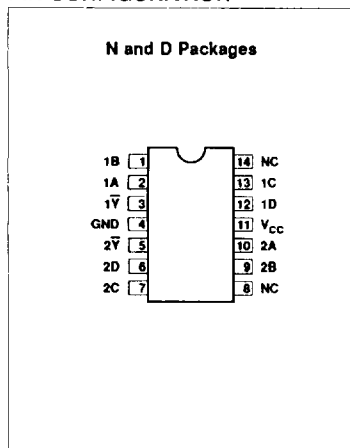 N and D Packages
1B 1 14 NC
1A 2 13 1C
1Y̅ 3 12 1D
GND 4 11 VCC
2Y̅ 5 10 2A
2D 6 9 2B
2C 7 8 NC